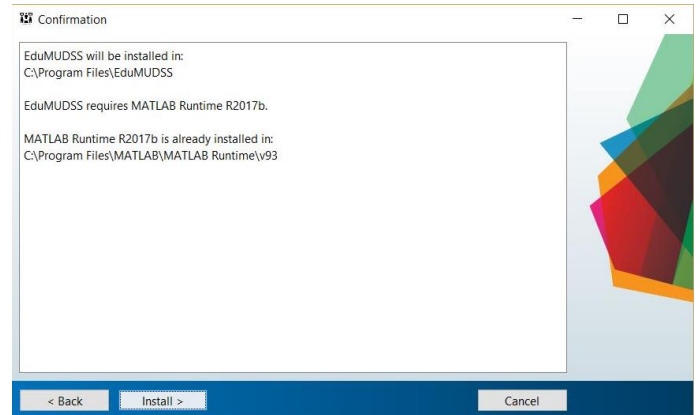 Confirmation
EduMUDSS will be installed in:
C:\Program Files\EduMUDSS
EduMUDSS requires MATLAB Runtime R2017b.
MATLAB Runtime R2017b is already installed in:
C:\Program Files\MATLAB\MATLAB Runtime\v93
< Back
Install >
Cancel